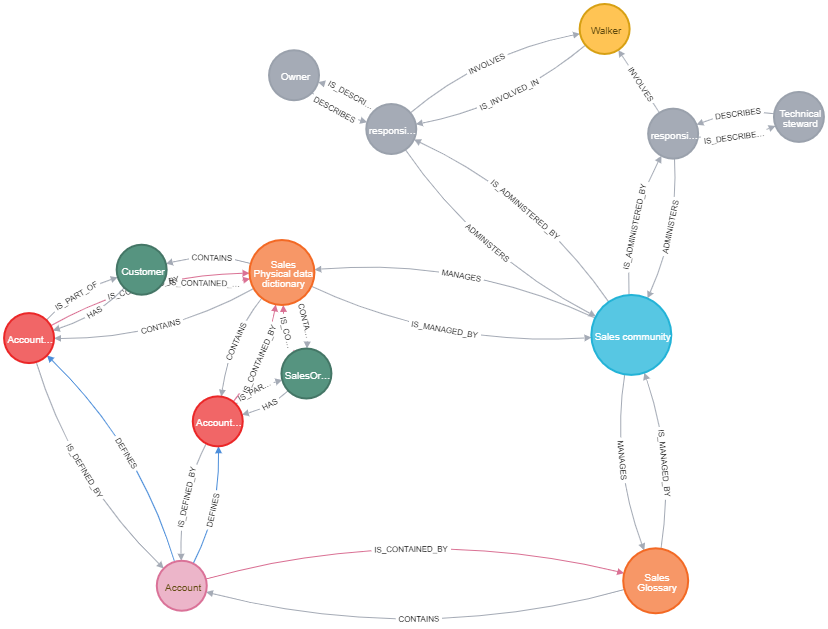 Walker
Owner
IS_DESCRI...
DESCRIBES
responsi...
INVOLVES
IS_INVOLVED_IN
INVOLVES
Technical
steward
DESCRIBES
IS_DESCRIBE...
responsi...
IS_ADMINISTERED_BY
ADMINISTERS
IS_ADMINISTERED_BY
ADMINISTERS
Customer
CONTAINS
Sales
Physical data
dictionary
IS_PART_OF
IS_CO
BY
IS_CONTAINED_...
HAS
CONTAINS
Account...
MANAGES
IS_MANAGED_BY
Sales community
CONTAINS
IS_CONTAINED_BY
IS_CO...
CONTA...
SalesOr...
IS_PAR...
HAS
Account...
IS_DEFINED_BY
DEFINES
IS_DEFINED_BY
DEFINES
MANAGES
IS_MANAGED_BY
Account
IS_CONTAINED_BY
Sales
Glossary
CONTAINS